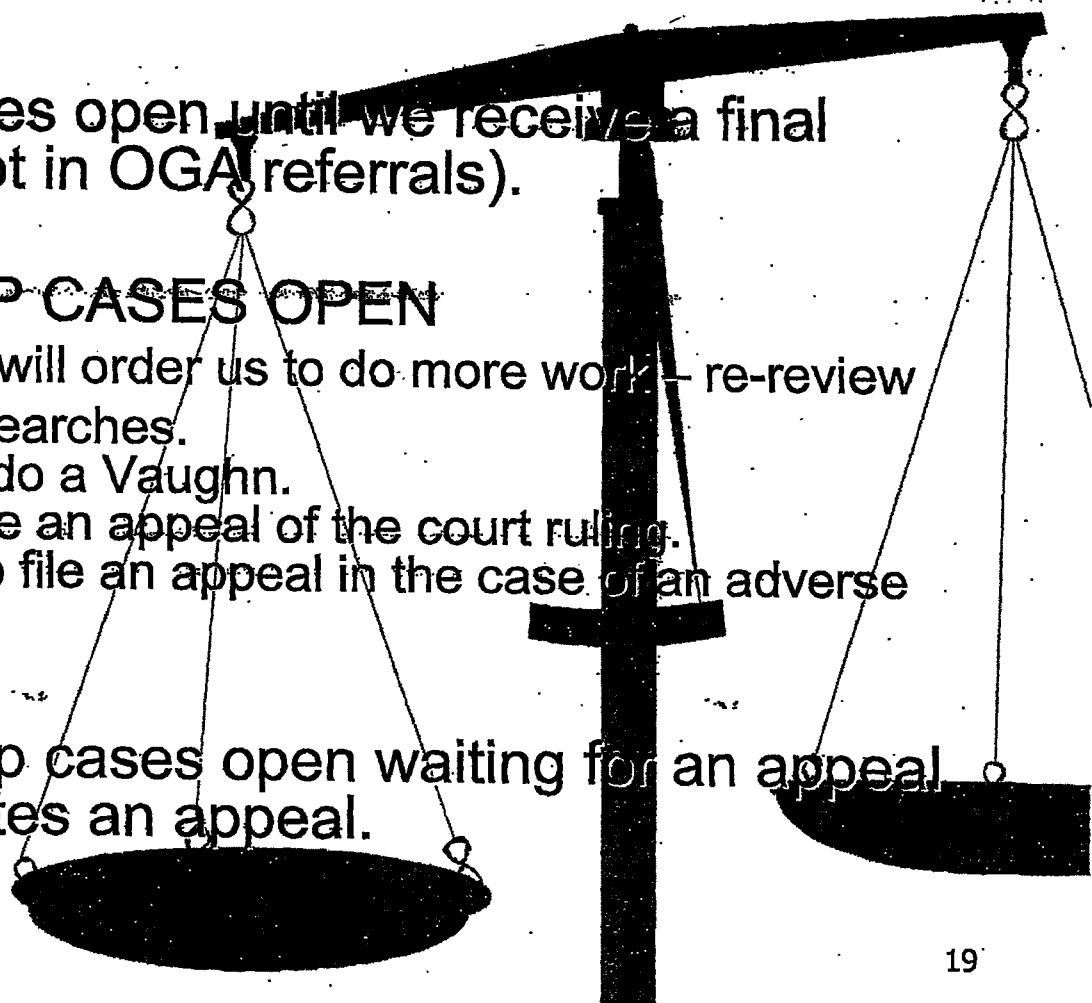 es open until we receive a final
ot in OGA referrals).
P CASES OPEN
will order us to do more work – re-review
earches.
do a Vaughn.
e an appeal of the court ruling.
o file an appeal in the case of an adverse
p cases open waiting for an appeal
tes an appeal.
19